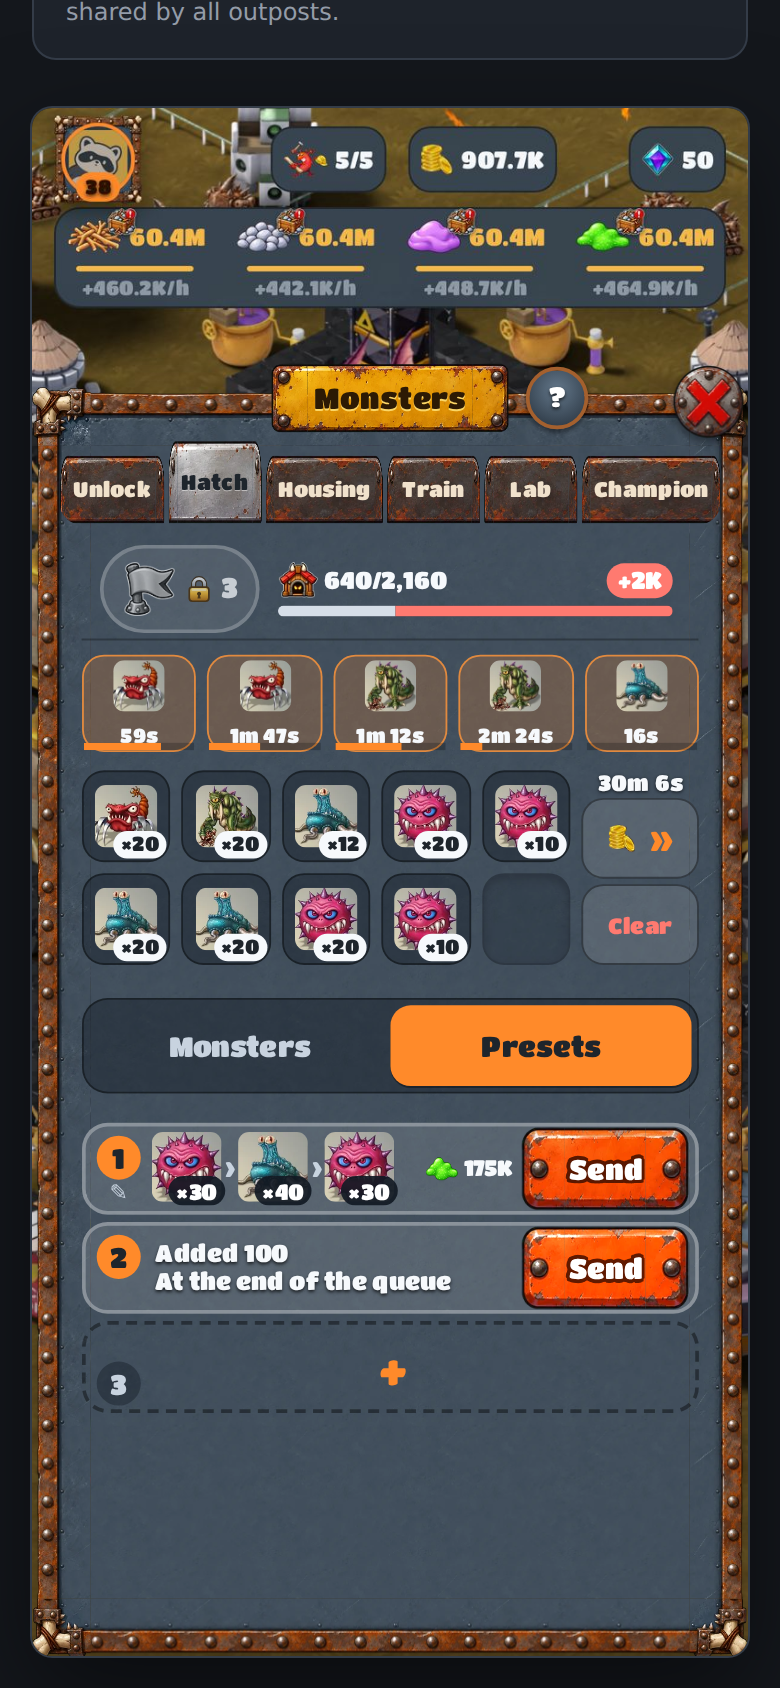 shared by all outposts.
5/5
907.7K
50
38
60.4M
60.4M
60.4M
60.4M
+460.2K/h
+442.1K/h
+448.7K/h
+464.9K/h
Monsters
?
Unlock
Hatch
Housing
Train
Lab
Champion
3
640/2,160
+2K
59s
1m 47s
1m 12s
2m 24s
16s
30m 6s
×20
×20
×12
×20
×10
Clear
×20
×20
×20
×10
Monsters
Presets
1
×30
×40
×30
175K
Send
2
Added 100
At the end of the queue
Send
3